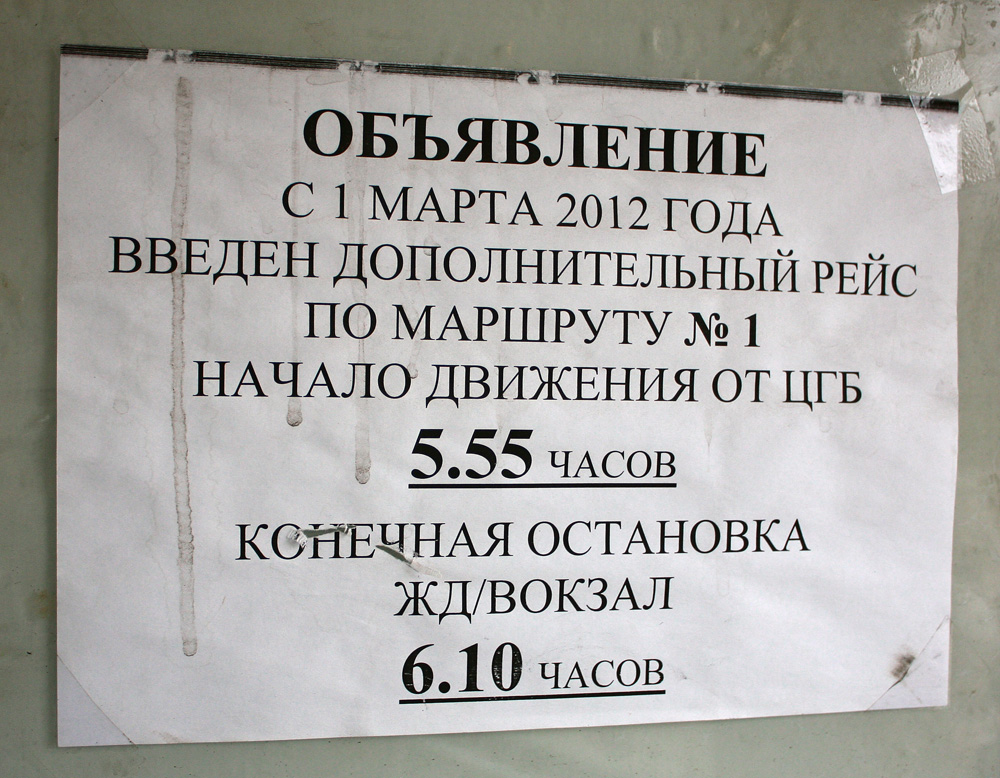 ОБЪЯВЛЕНИЕ
С 1 МАРТА 2012 ГОДА
ВВЕДЕН ДОПОЛНИТЕЛЬНЫЙ РЕЙС
ПО МАРШРУТУ № 1
НАЧАЛО ДВИЖЕНИЯ ОТ ЦГБ
5.55 ЧАСОВ
КОНЕЧНАЯ ОСТАНОВКА
ЖД/ВОКЗАЛ
6.10 ЧАСОВ